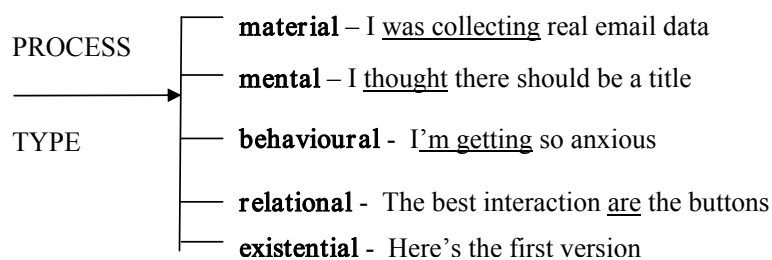 material – I was collecting real email data
PROCESS
mental – I thought there should be a title
TYPE
behavioural - I'm getting so anxious
relational - The best interaction are the buttons
existential - Here's the first version